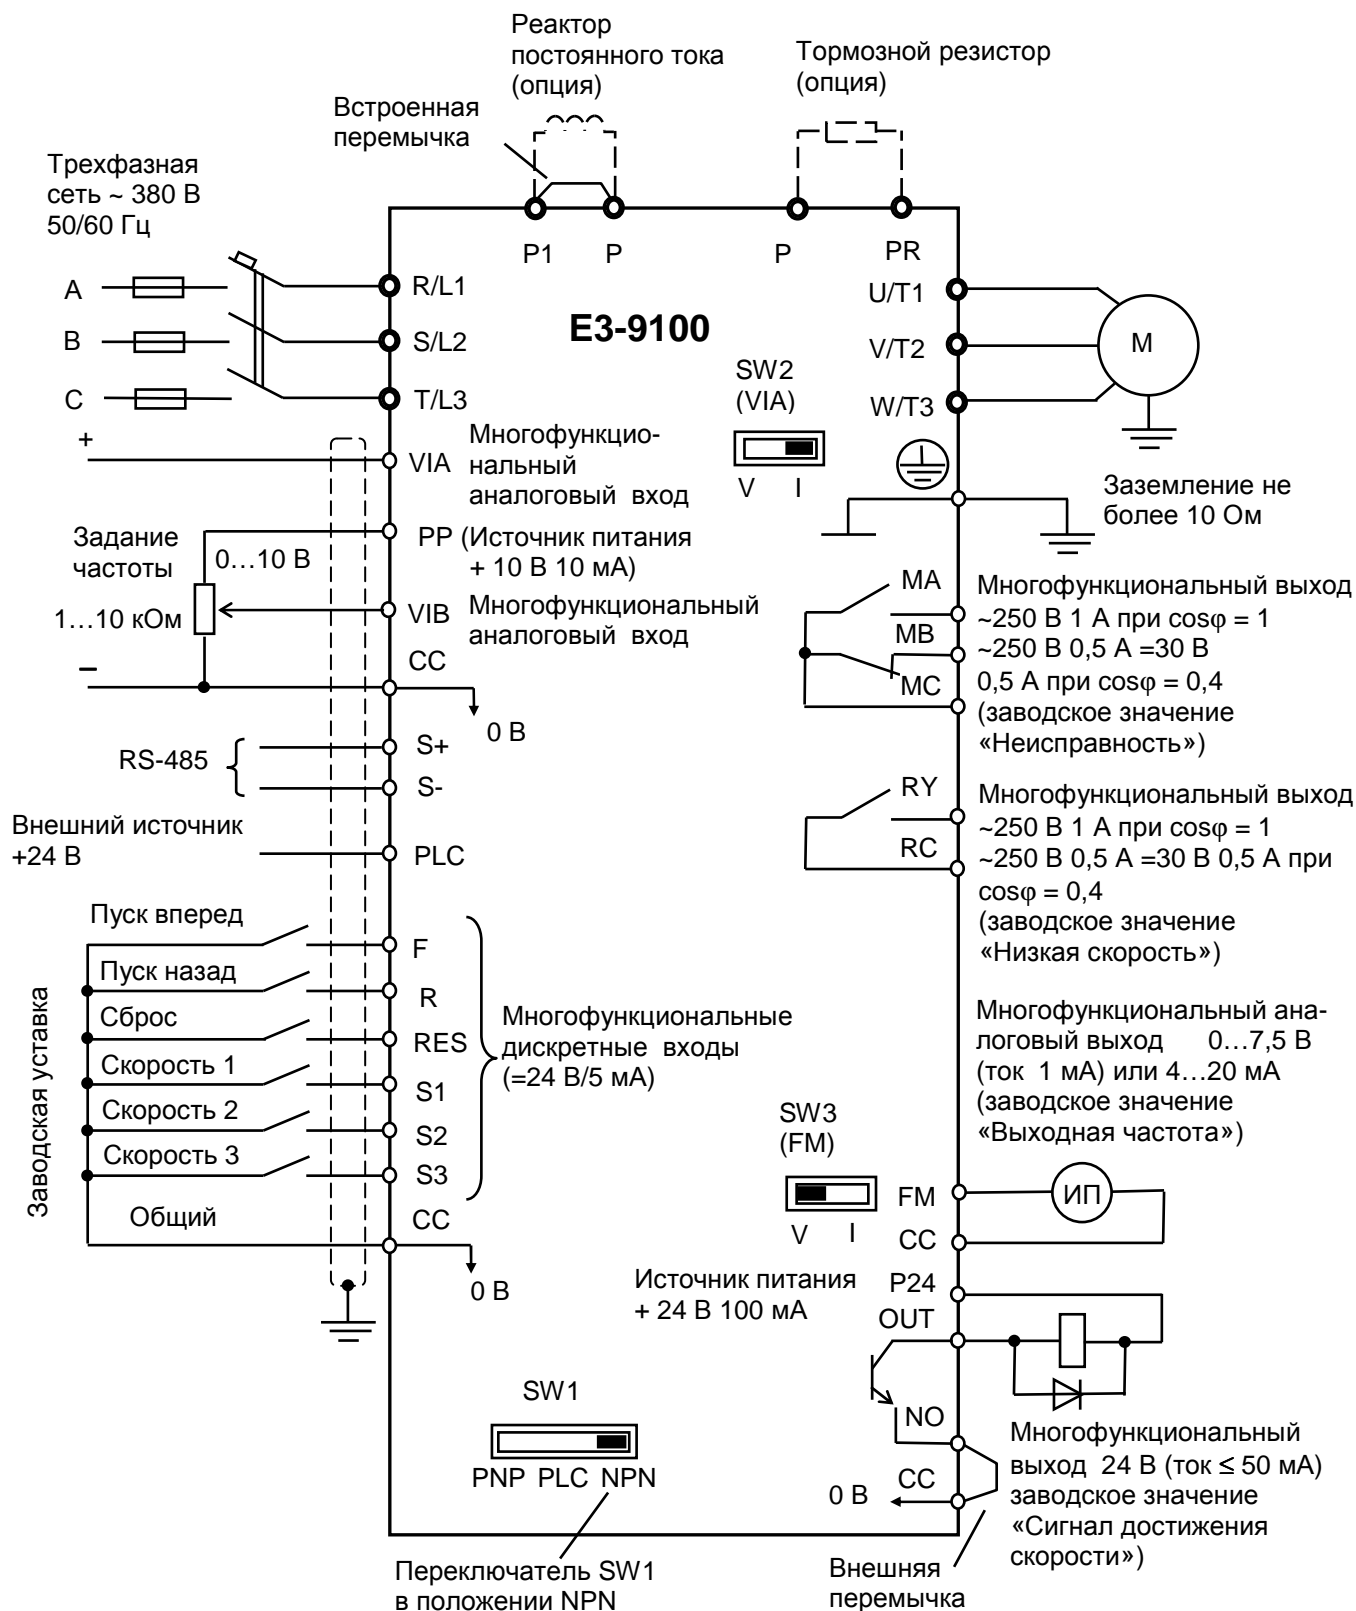 Реактор
постоянного тока
(опция)
Тормозной резистор
(опция)
Встроенная
перемычка
Трехфазная
сеть ~ 380 В
50/60 Гц
P1
P
P
PR
A
B
C
R/L1
S/L2
T/L3
E3-9100
U/T1
V/T2
W/T3
M
SW2
(VIA)
V I
+
VIA
Многофункцио-
нальный
аналоговый вход
Заземление не
более 10 Ом
Задание
частоты
0…10 В
1…10 кОм
PP (Источник питания
+ 10 В 10 мА)
VIB
Многофункциональный
аналоговый вход
–
CC
0 В
MA
MB
MC
Многофункциональный выход
~250 В 1 А при cosφ = 1
~250 В 0,5 А =30 В
0,5 А при cosφ = 0,4
(заводское значение
«Неисправность»)
RS-485
S+
S-
Внешний источник
+24 В
PLC
RY
RC
Многофункциональный выход
~250 В 1 А при cosφ = 1
~250 В 0,5 А =30 В 0,5 А при
cosφ = 0,4
(заводское значение
«Низкая скорость»)
Заводская уставка
Пуск вперед
F
Пуск назад
R
Сброс
RES
Скорость 1
S1
Скорость 2
S2
Скорость 3
S3
Общий
CC
0 В
Многофункциональные
дискретные входы
(=24 В/5 мА)
Многофункциональный ана-
логовый выход 0…7,5 В
(ток 1 мА) или 4…20 мА
(заводское значение
«Выходная частота»)
SW3
(FM)
V I
FM
CC
ИП
Источник питания
+ 24 В 100 мА
P24
OUT
NO
CC
0 В
Многофункциональный
выход 24 В (ток ≤ 50 мА)
заводское значение
«Сигнал достижения
скорости»)
SW1
PNP PLC NPN
Переключатель SW1
в положении NPN
Внешняя
перемычка